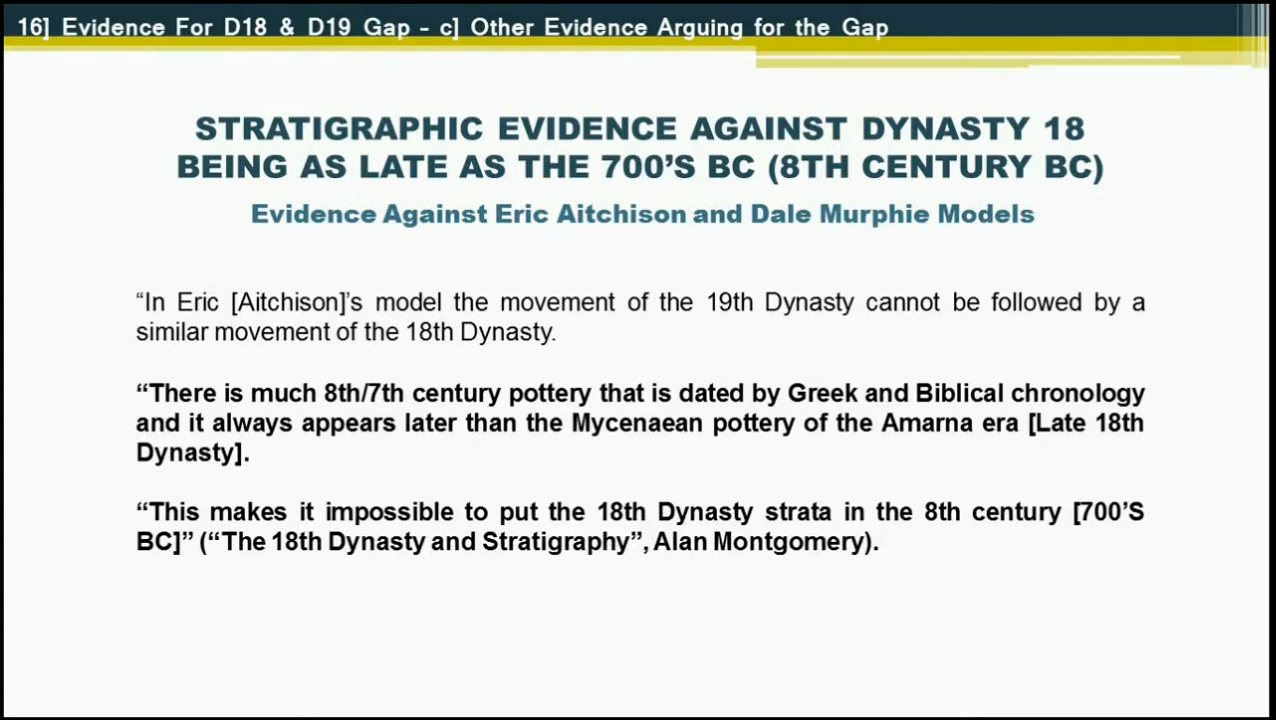 16] Evidence For D18 & D19 Gap – c] Other Evidence Arguing for the Gap
STRATIGRAPHIC EVIDENCE AGAINST DYNASTY 18
BEING AS LATE AS THE 700'S BC (8TH CENTURY BC)
Evidence Against Eric Aitchison and Dale Murphie Models
“In Eric [Aitchison]’s model the movement of the 19th Dynasty cannot be followed by a
similar movement of the 18th Dynasty.
“There is much 8th/7th century pottery that is dated by Greek and Biblical chronology
and it always appears later than the Mycenaean pottery of the Amarna era [Late 18th
Dynasty].
“This makes it impossible to put the 18th Dynasty strata in the 8th century [700’S
BC]” (“The 18th Dynasty and Stratigraphy”, Alan Montgomery).